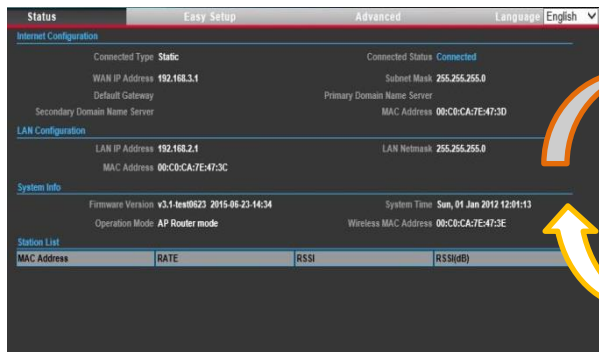 Status Easy Setup Advanced Language English
Internet Configuration
Connected Type Static Connected Status Connected
WAN IP Address 192.168.3.1 Subnet Mask 255.255.255.0
Default Gateway Primary Domain Name Server
Secondary Domain Name Server MAC Address 00:C0:CA:7E:47:3D
LAN Configuration
LAN IP Address 192.168.2.1 LAN Netmask 255.255.255.0
MAC Address 00:C0:CA:7E:47:3C
System Info
Firmware Version v3.1-test0623 2015-06-23-14:34 System Time Sun, 01 Jan 2012 12:01:13
Operation Mode AP Router mode Wireless MAC Address 00:C0:CA:7E:47:3E
Station List
MAC Address RATE RSSI RSSI(dB)